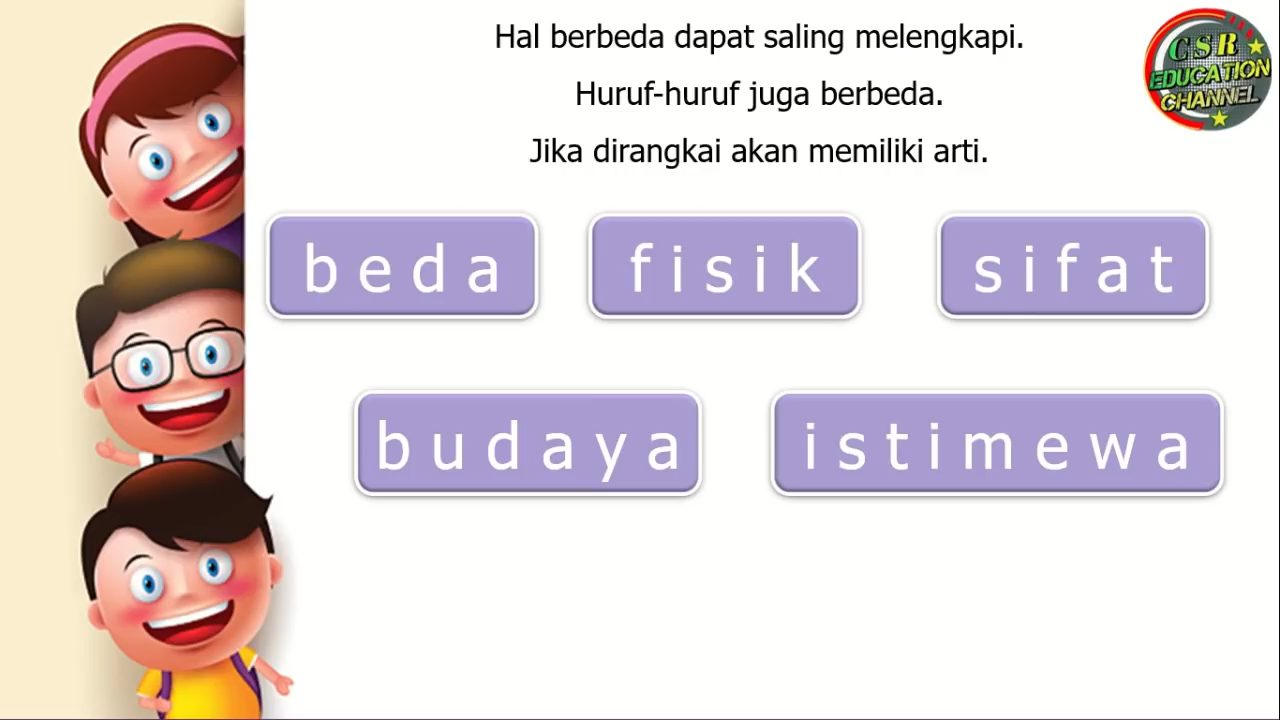 Hal berbeda dapat saling melengkapi.
Huruf-huruf juga berbeda.
Jika dirangkai akan memiliki arti.
CSR
EDUCATION
CHANNEL
b e d a
f i s i k
s i f a t
b u d a y a
i s t i m e w a